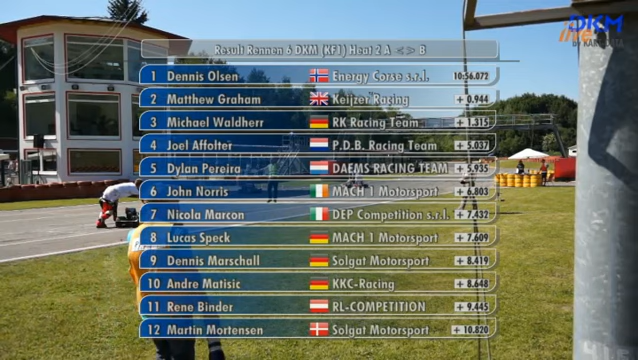 DKM
live
by KARTODIA
Result Rennen 6 DKM (KF1) Heat 2 A <> B
1 Dennis Olsen Energy Corse s.r.l. 10:56.072
2 Matthew Graham Keijzer Racing + 0.944
3 Michael Waldherr RK Racing Team + 1.315
4 Joel Affolter P.D.B. Racing Team + 5.037
5 Dylan Pereira DAEMS RACING TEAM + 5.935
6 John Norris MACH 1 Motorsport + 6.803
7 Nicola Marcon DEP Competition s.r.l. + 7.432
8 Lucas Speck MACH 1 Motorsport + 7.609
9 Dennis Marschall Solgat Motorsport + 8.419
10 Andre Matisic KKC-Racing + 8.648
11 Rene Binder RL-COMPETITION + 9.445
12 Martin Mortensen Solgat Motorsport + 10.820